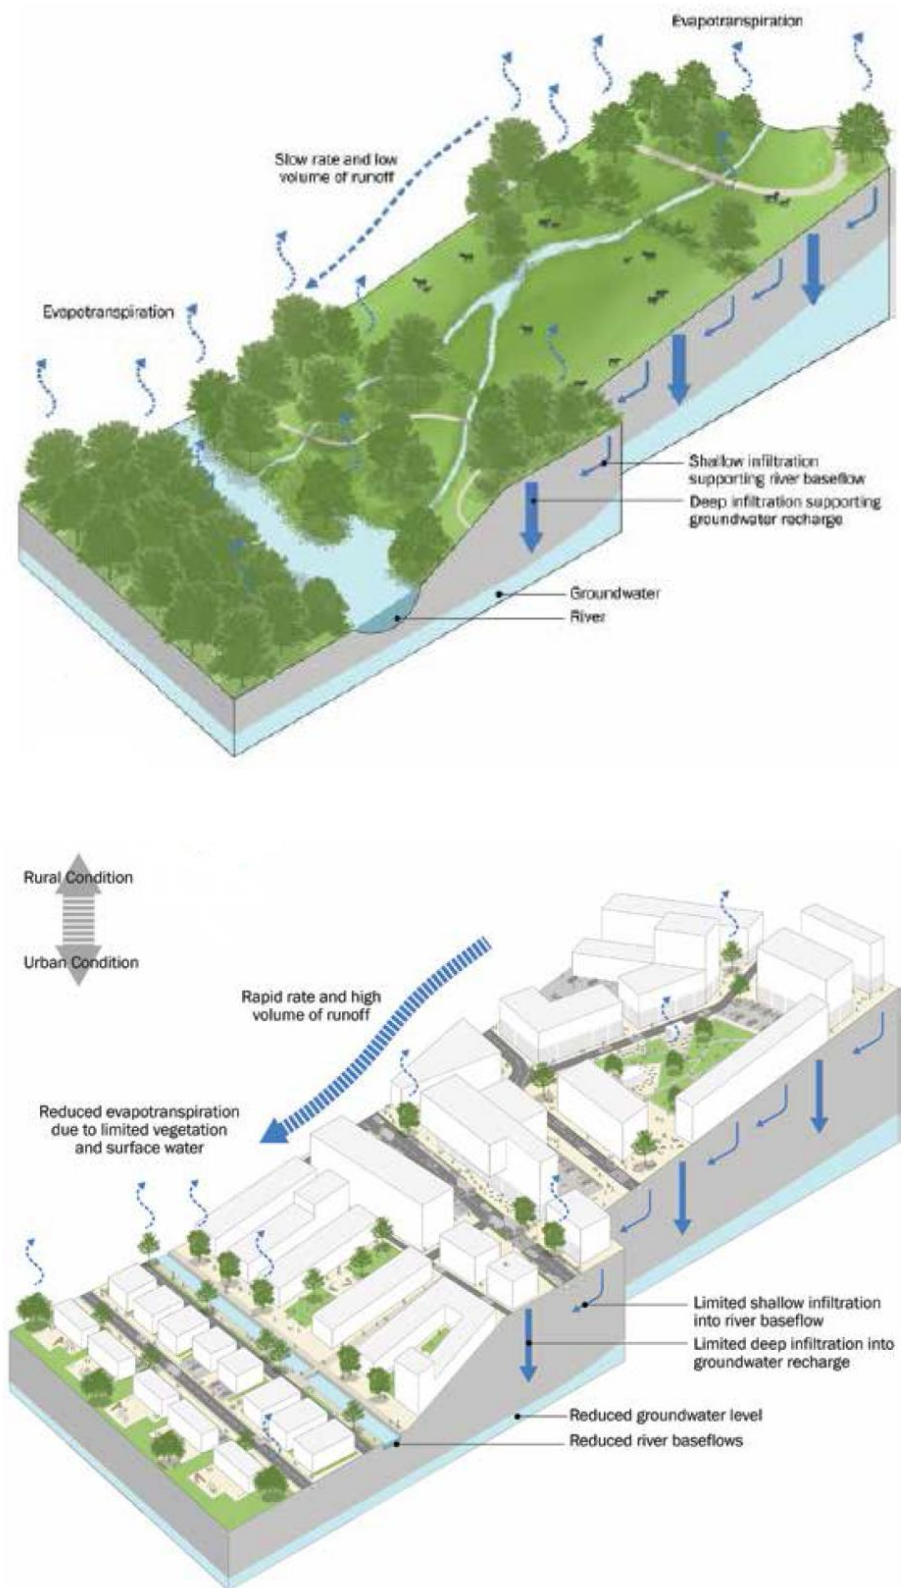 Evapotranspiration
Slow rate and low
volume of runoff
Evapotranspiration
Shallow infiltration
supporting river baseflow
Deep infiltration supporting
groundwater recharge
Groundwater
River
Rural Condition
Urban Condition
Rapid rate and high
volume of runoff
Reduced evapotranspiration
due to limited vegetation
and surface water
Limited shallow infiltration
into river baseflow
Limited deep infiltration into
groundwater recharge
Reduced groundwater level
Reduced river baseflows